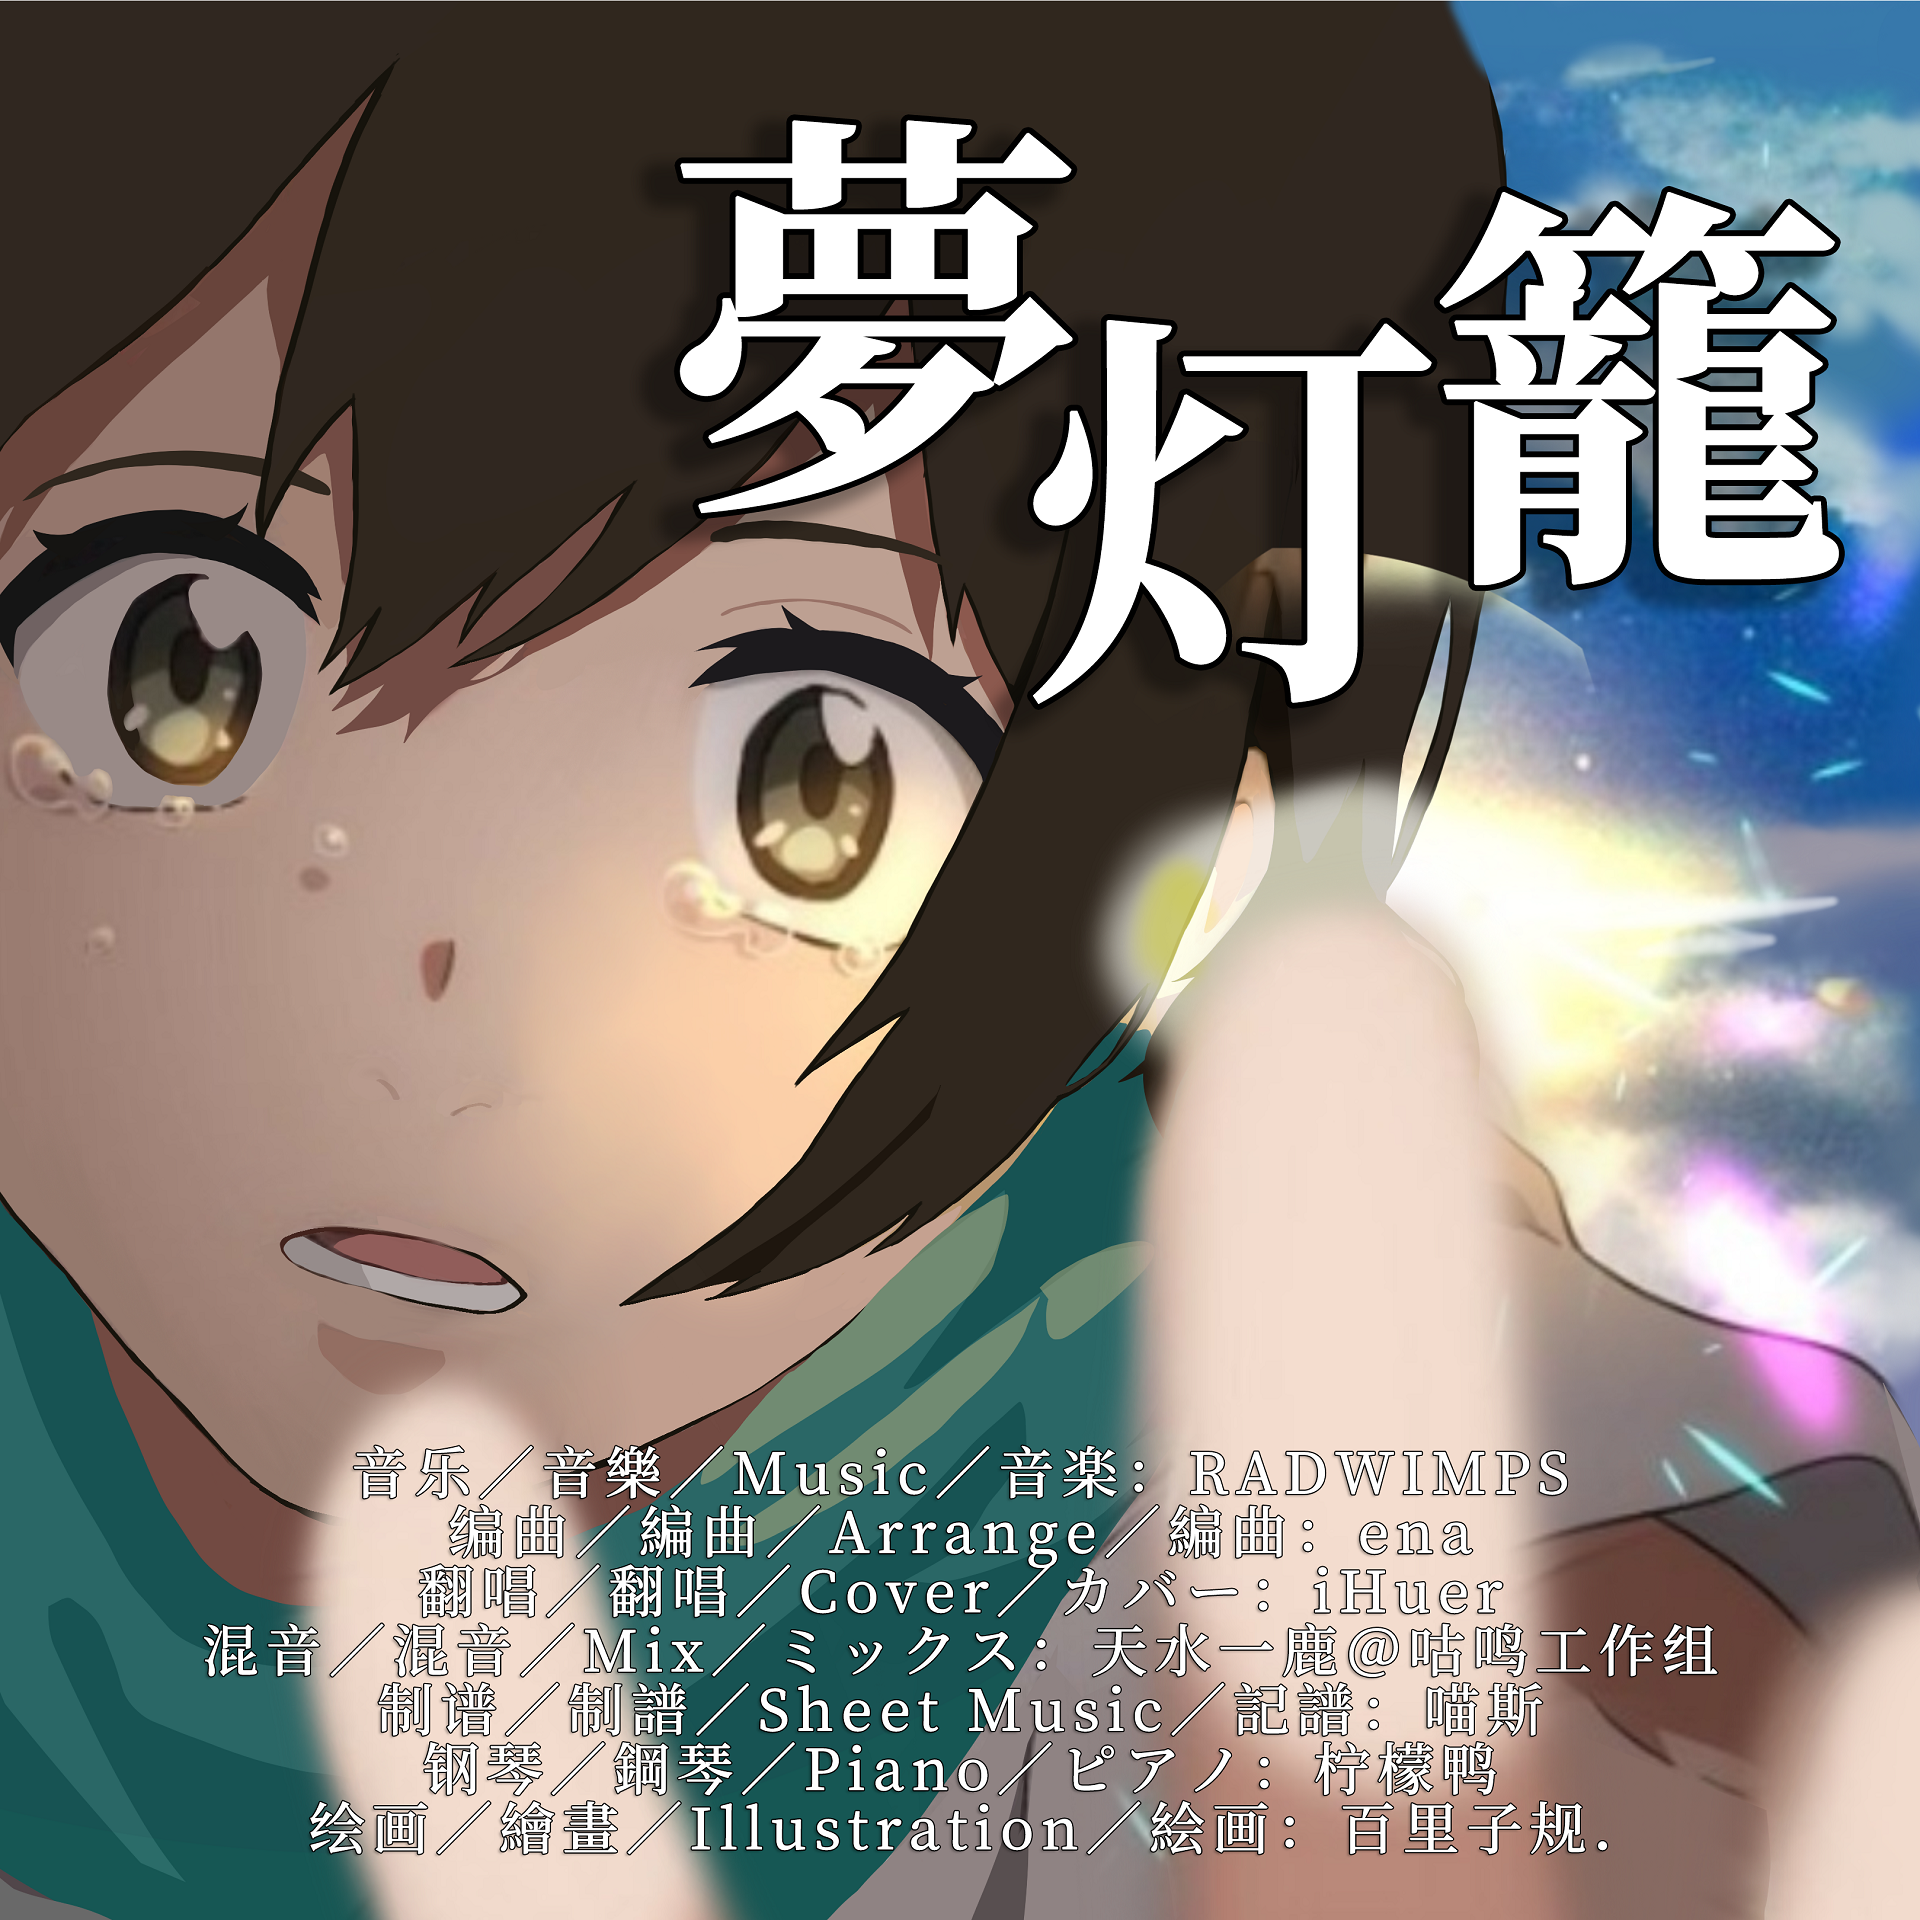 夢灯籠
音乐／音樂／Music／音楽：RADWIMPS
编曲／編曲／Arrange／編曲：ena
翻唱／翻唱／Cover／カバー：iHuer
混音／混音／Mix／ミックス：天水一鹿@咕鸣工作组
制谱／制譜／Sheet Music／記譜：喵斯
钢琴／鋼琴／Piano／ピアノ：柠檬鸭
绘画／繪畫／Illustration／絵画：百里子规.